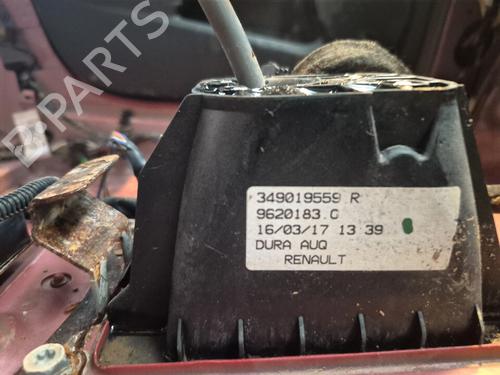 B PARTS
349019559 R
9620183.C
16/03/17 13 39
DURA AUQ
RENAULT